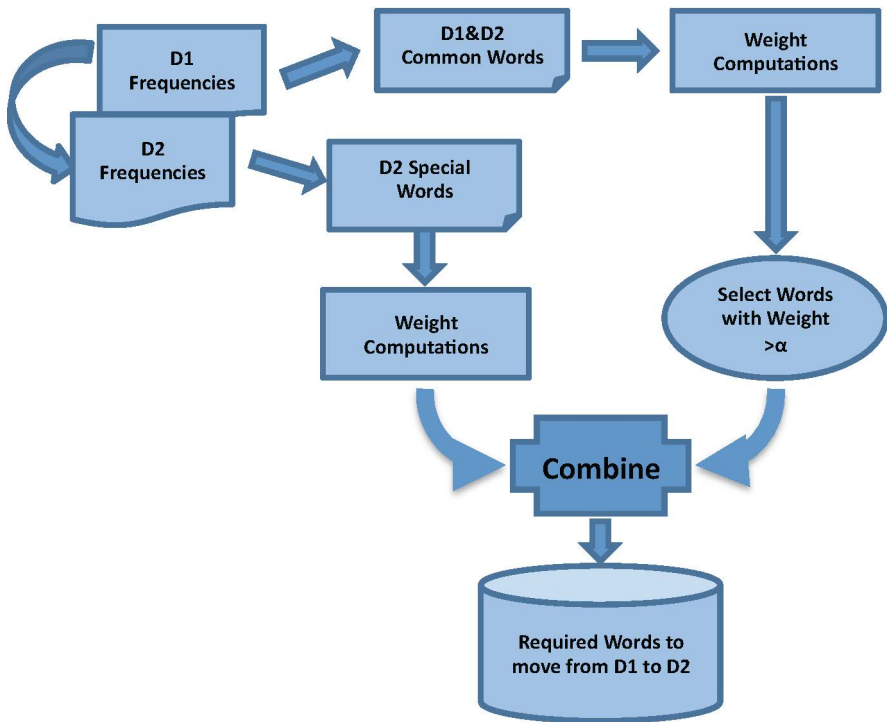 D1
Frequencies
D1&D2
Common Words
Weight
Computations
D2
Frequencies
D2 Special
Words
Weight
Computations
Select Words
with Weight
>α
Combine
Required Words to
move from D1 to D2